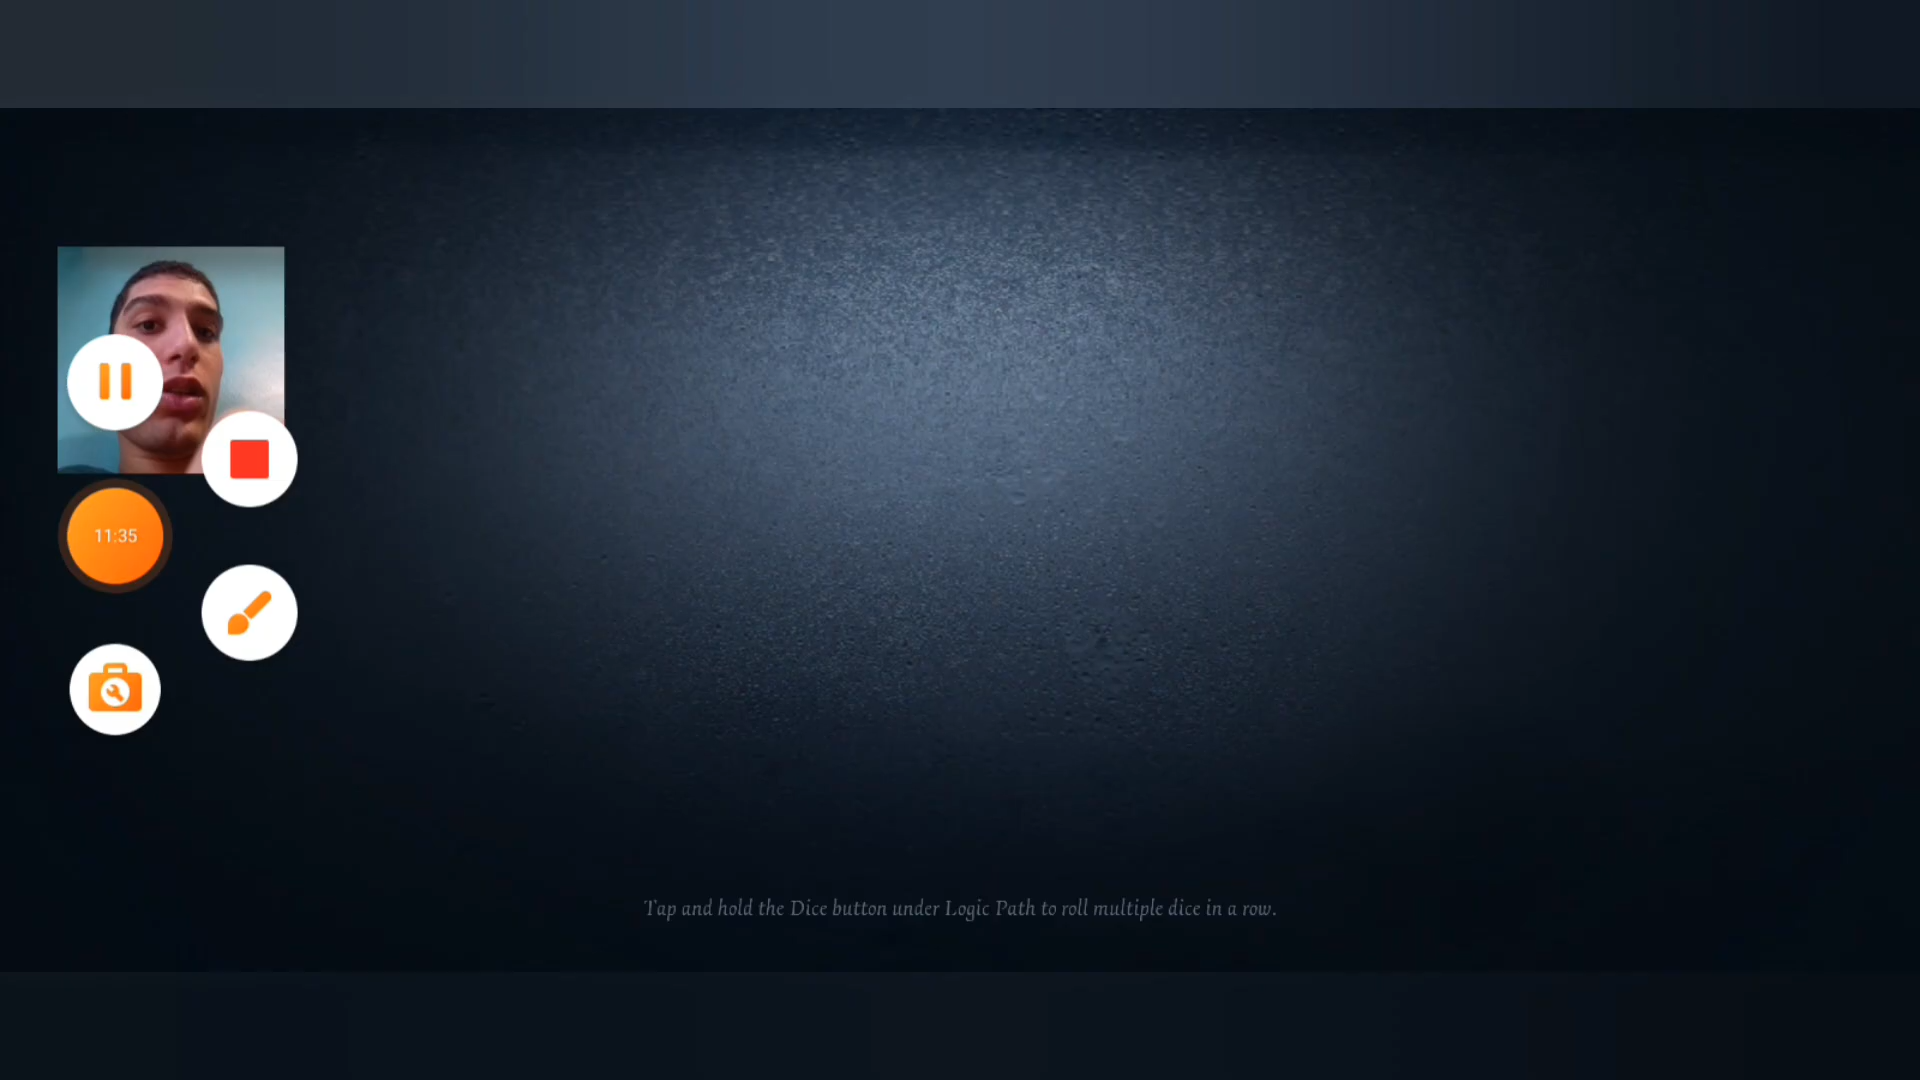 11:35
Tap and hold the Dice button under Logic Path to roll multiple dice in a row.